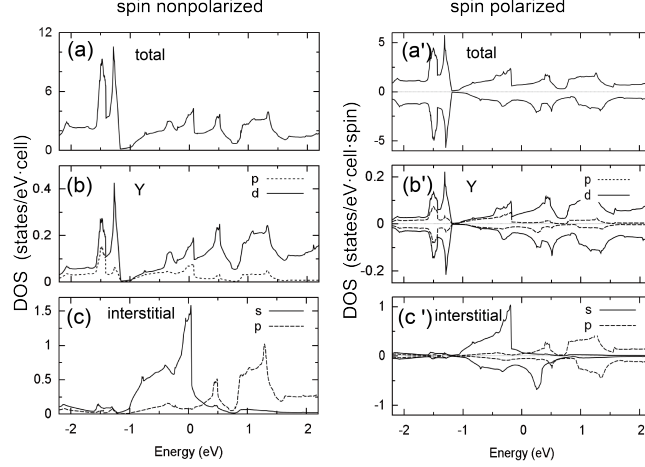 spin nonpolarized
spin polarized
(a)
total
12
6
0
(a')
total
5
0
-5
(b)
Y
p
d
0.4
0.2
0
(b')
Y
p
d
0.2
0
-0.2
(c)
interstitial
s
p
1.5
1
0.5
0
(c')
interstitial
s
p
1
0
-1
DOS (states/eV·cell)
DOS (states/eV·cell·spin)
-2 -1 0 1 2
-2 -1 0 1 2
Energy (eV)
Energy (eV)